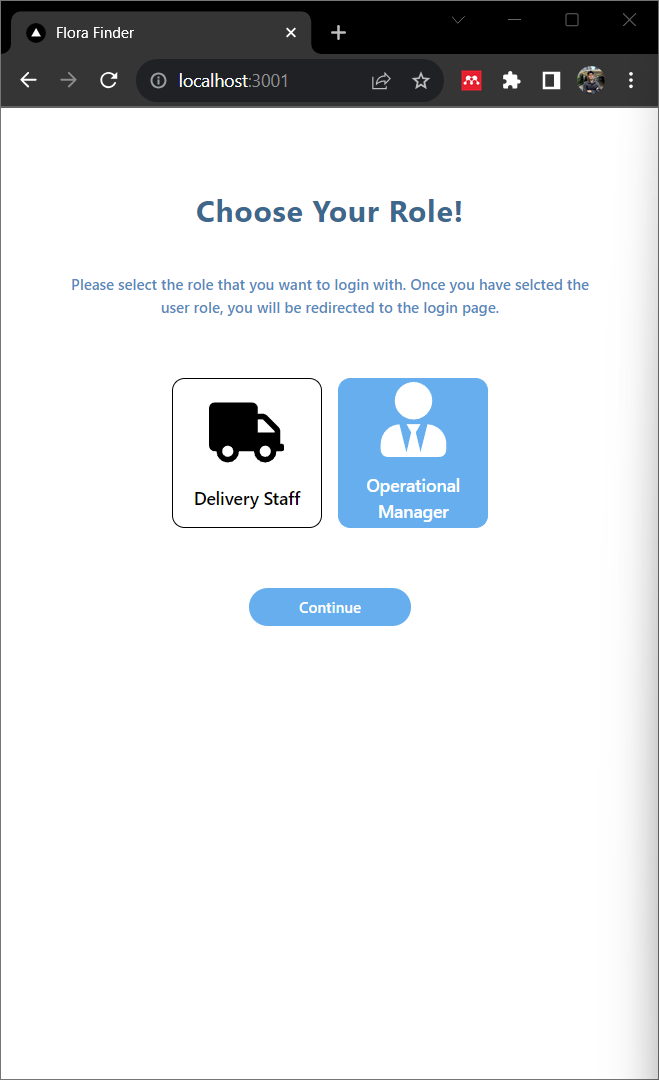 Flora Finder
localhost:3001
Choose Your Role!
Please select the role that you want to login with. Once you have selcted the
user role, you will be redirected to the login page.
Delivery Staff
Operational
Manager
Continue